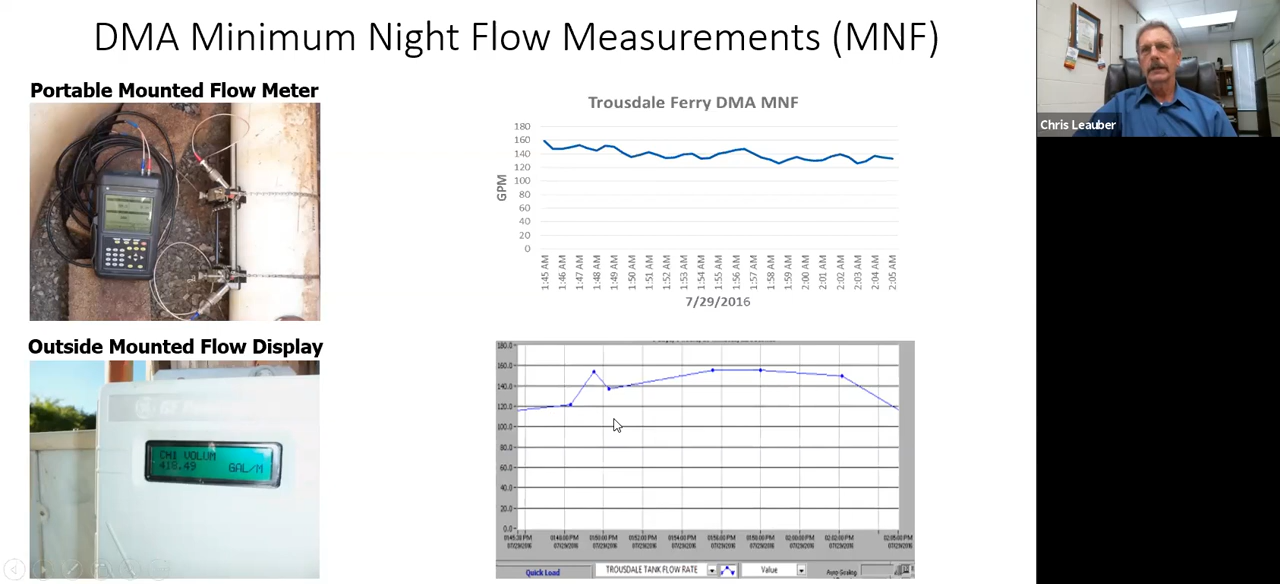 DMA Minimum Night Flow Measurements (MNF)
Chris Leauber
Portable Mounted Flow Meter
Trousdale Ferry DMA MNF
GPM
180
160
140
120
100
80
60
40
20
0
1:45 AM
1:46 AM
1:47 AM
1:48 AM
1:49 AM
1:50 AM
1:51 AM
1:52 AM
1:53 AM
1:54 AM
1:55 AM
1:56 AM
1:57 AM
1:58 AM
1:59 AM
2:00 AM
2:01 AM
2:02 AM
2:03 AM
2:04 AM
2:05 AM
7/29/2016
Outside Mounted Flow Display
CH1 VOLUM
418.49 GAL/M
180.0
160.0
140.0
120.0
100.0
80.0
60.0
40.0
20.0
0.0
Quick Load
TROUSDALE TANK FLOW RATE
Value
Auto-Scaling